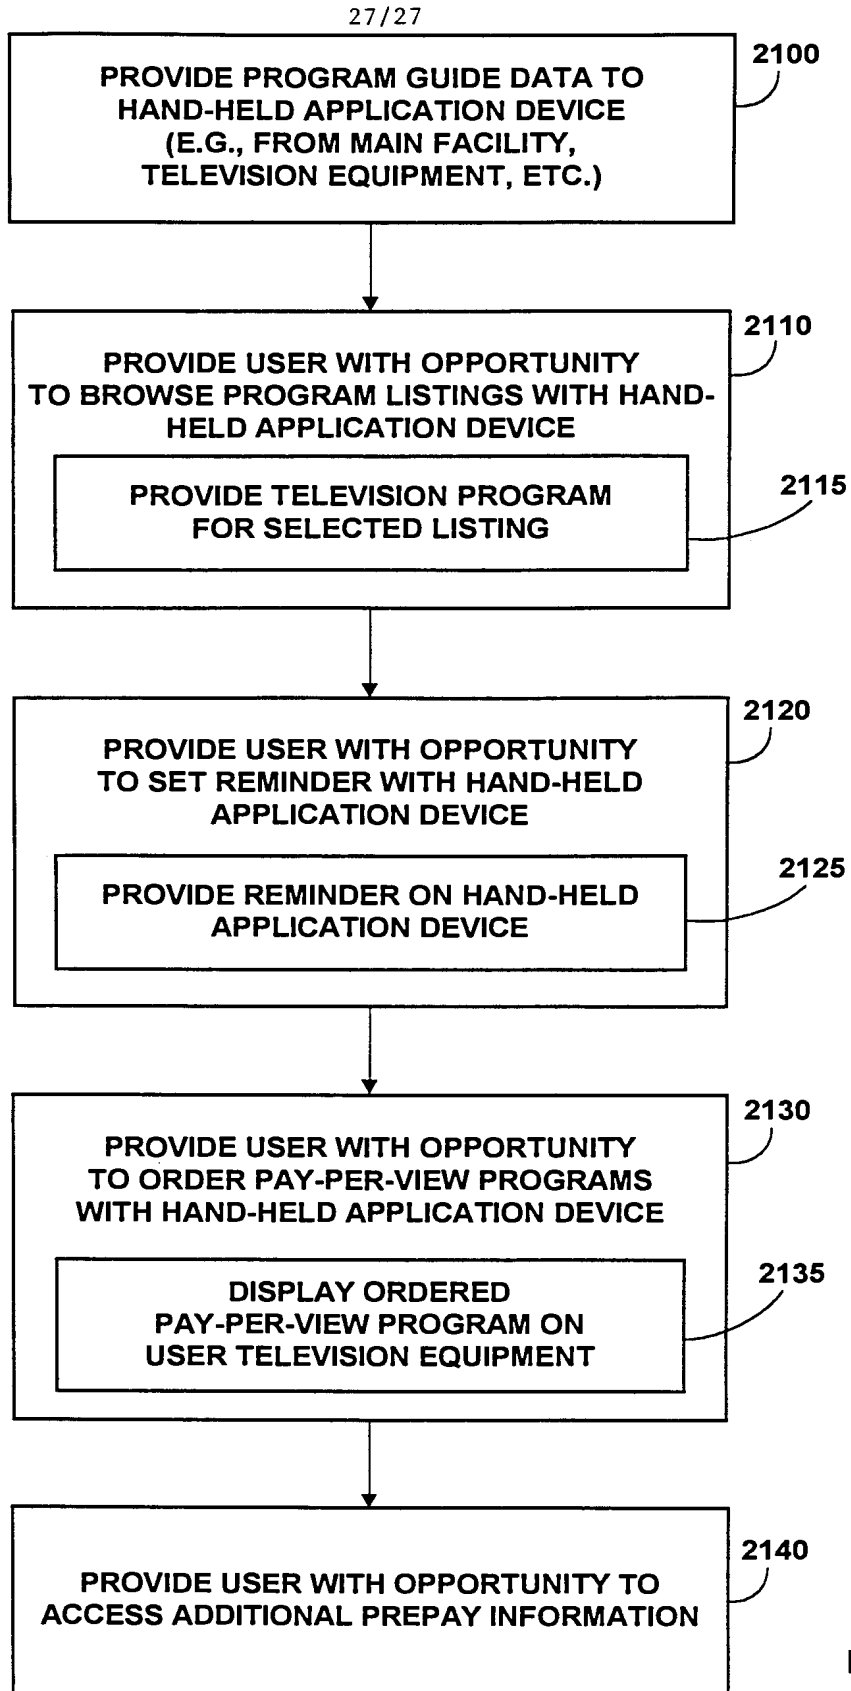 27/27
PROVIDE PROGRAM GUIDE DATA TO
HAND-HELD APPLICATION DEVICE
(E.G., FROM MAIN FACILITY,
TELEVISION EQUIPMENT, ETC.)
2100
PROVIDE USER WITH OPPORTUNITY
TO BROWSE PROGRAM LISTINGS WITH HAND-
HELD APPLICATION DEVICE
2110
PROVIDE TELEVISION PROGRAM
FOR SELECTED LISTING
2115
PROVIDE USER WITH OPPORTUNITY
TO SET REMINDER WITH HAND-HELD
APPLICATION DEVICE
2120
PROVIDE REMINDER ON HAND-HELD
APPLICATION DEVICE
2125
PROVIDE USER WITH OPPORTUNITY
TO ORDER PAY-PER-VIEW PROGRAMS
WITH HAND-HELD APPLICATION DEVICE
2130
DISPLAY ORDERED
PAY-PER-VIEW PROGRAM ON
USER TELEVISION EQUIPMENT
2135
PROVIDE USER WITH OPPORTUNITY TO
ACCESS ADDITIONAL PREPAY INFORMATION
2140